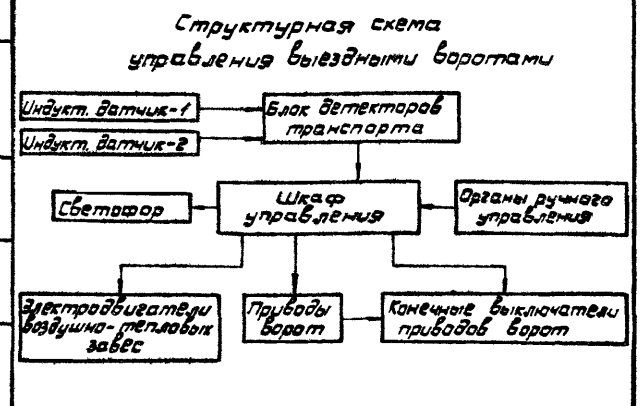 Структурная схема
управления выездными воротами
Индукт. датчик-1
Индукт. датчик-2
Блок детекторов
транспорта
Светофор
Шкаф
управления
Органы ручного
управления
Электродвигатели
воздушно-тепловых
завес
Приводы
ворот
Конечные выключатели
приводов ворот